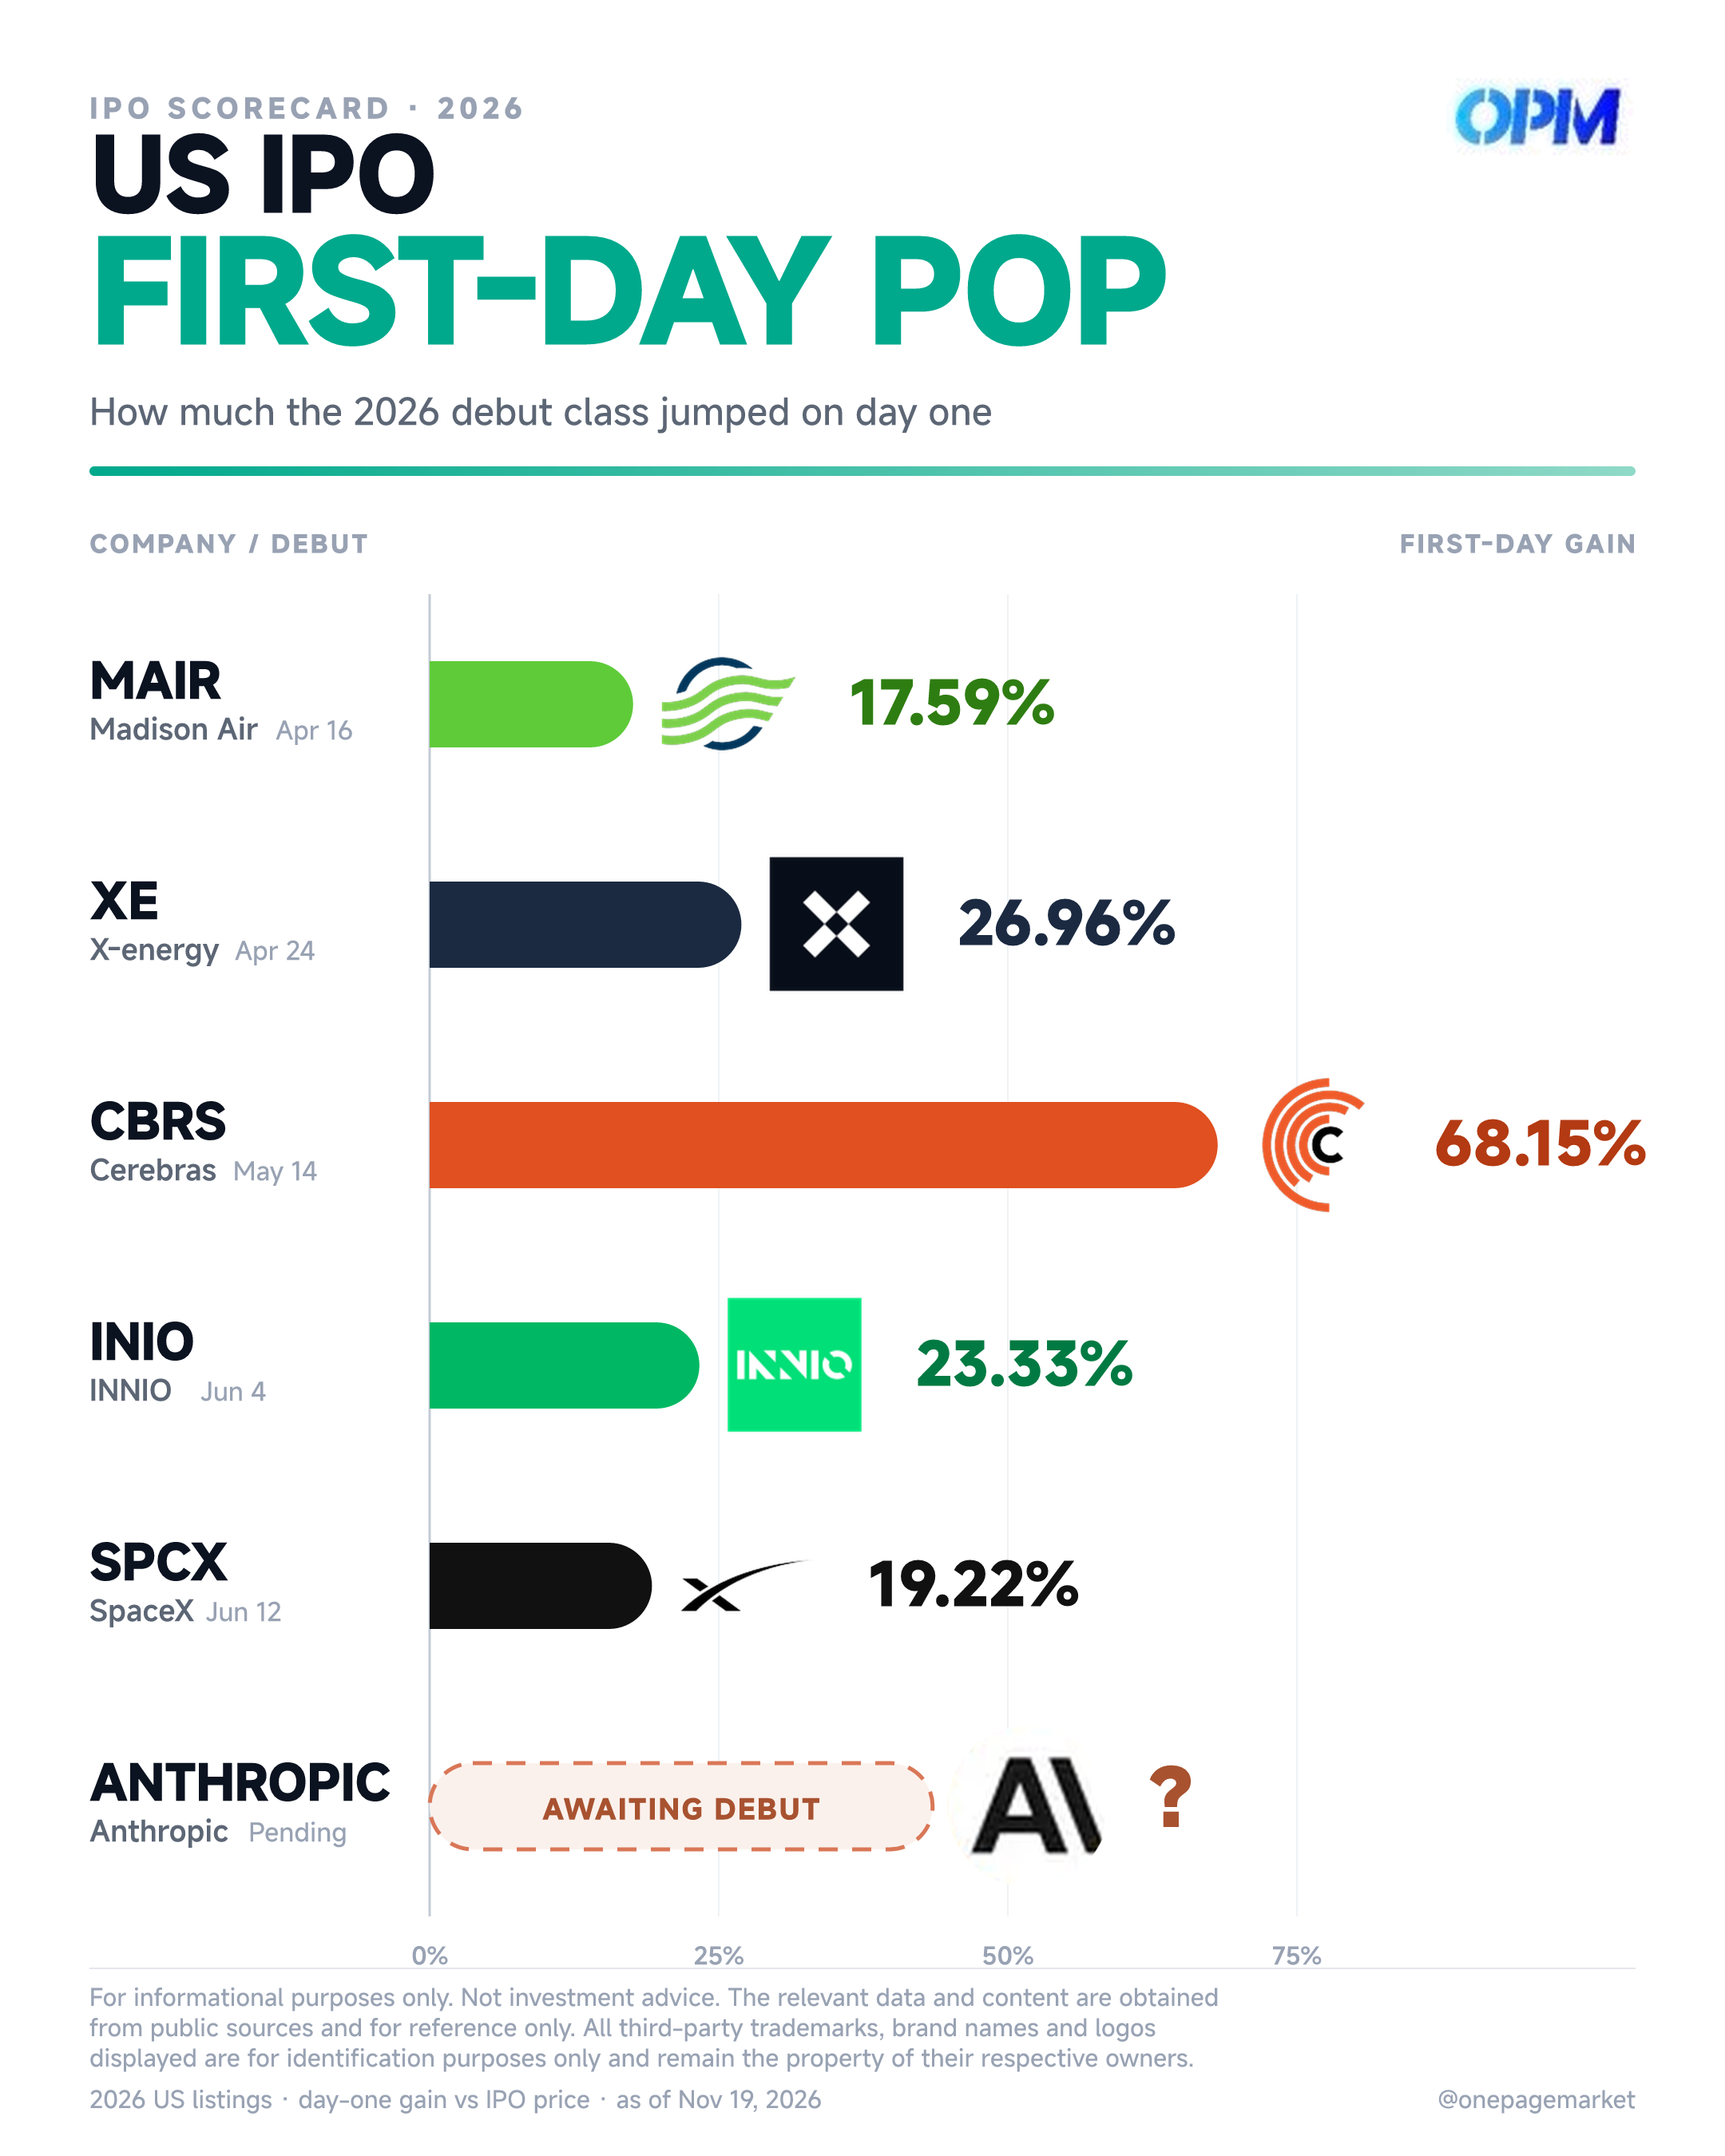 IPO SCORECARD · 2026
OPM
US IPO
FIRST-DAY POP
How much the 2026 debut class jumped on day one
COMPANY / DEBUT
FIRST-DAY GAIN
MAIR
Madison Air Apr 16
17.59%
XE
X-energy Apr 24
26.96%
CBRS
Cerebras May 14
C
68.15%
INIO
INNIO Jun 4
INNIO
23.33%
SPCX
SpaceX Jun 12
X
19.22%
ANTHROPIC
Anthropic Pending
AWAITING DEBUT
A\
?
0% 25% 50% 75%
For informational purposes only. Not investment advice. The relevant data and content are obtained
from public sources and for reference only. All third-party trademarks, brand names and logos
displayed are for identification purposes only and remain the property of their respective owners.
2026 US listings · day-one gain vs IPO price · as of Nov 19, 2026
@onepagemarket